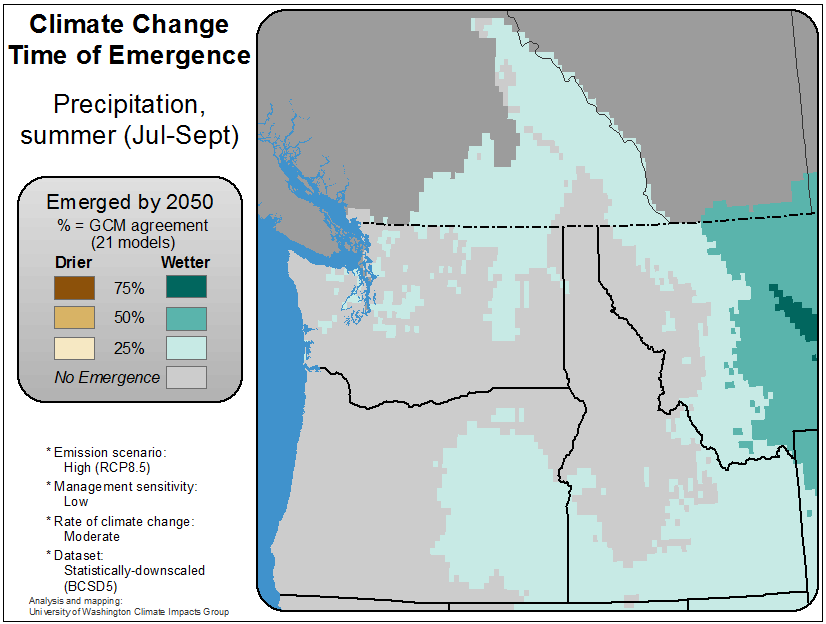 Climate Change
Time of Emergence
Precipitation,
summer (Jul-Sept)
Emerged by 2050
% = GCM agreement
(21 models)
Drier Wetter
75%
50%
25%
No Emergence
* Emission scenario:
High (RCP8.5)
* Management sensitivity:
Low
* Rate of climate change:
Moderate
* Dataset:
Statistically-downscaled
(BCSD5)
Analysis and mapping:
University of Washington Climate Impacts Group